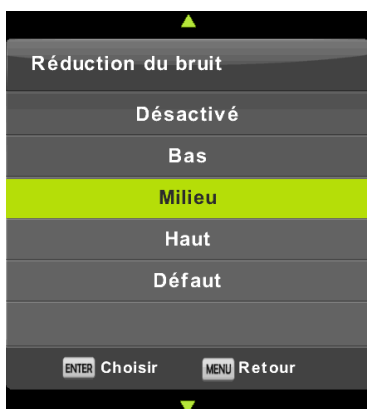 Réduction du bruit
Désactivé
Bas
Milieu
Haut
Défaut
ENTER Choisir MENU Retour